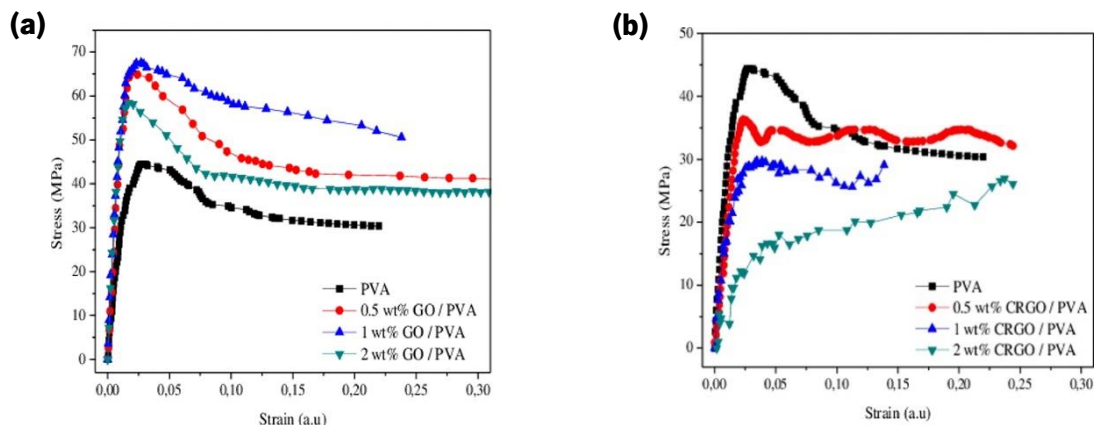 (a)
Stress (MPa)
70
60
50
40
30
20
10
0
PVA
0.5 wt% GO / PVA
1 wt% GO / PVA
2 wt% GO / PVA
0,00 0,05 0,10 0,15 0,20 0,25 0,30
Strain (a.u)
(b)
Stress (MPa)
50
40
30
20
10
0
PVA
0.5 wt% CRGO / PVA
1 wt% CRGO / PVA
2 wt% CRGO / PVA
0,00 0,05 0,10 0,15 0,20 0,25 0,30
Strain (a.u)